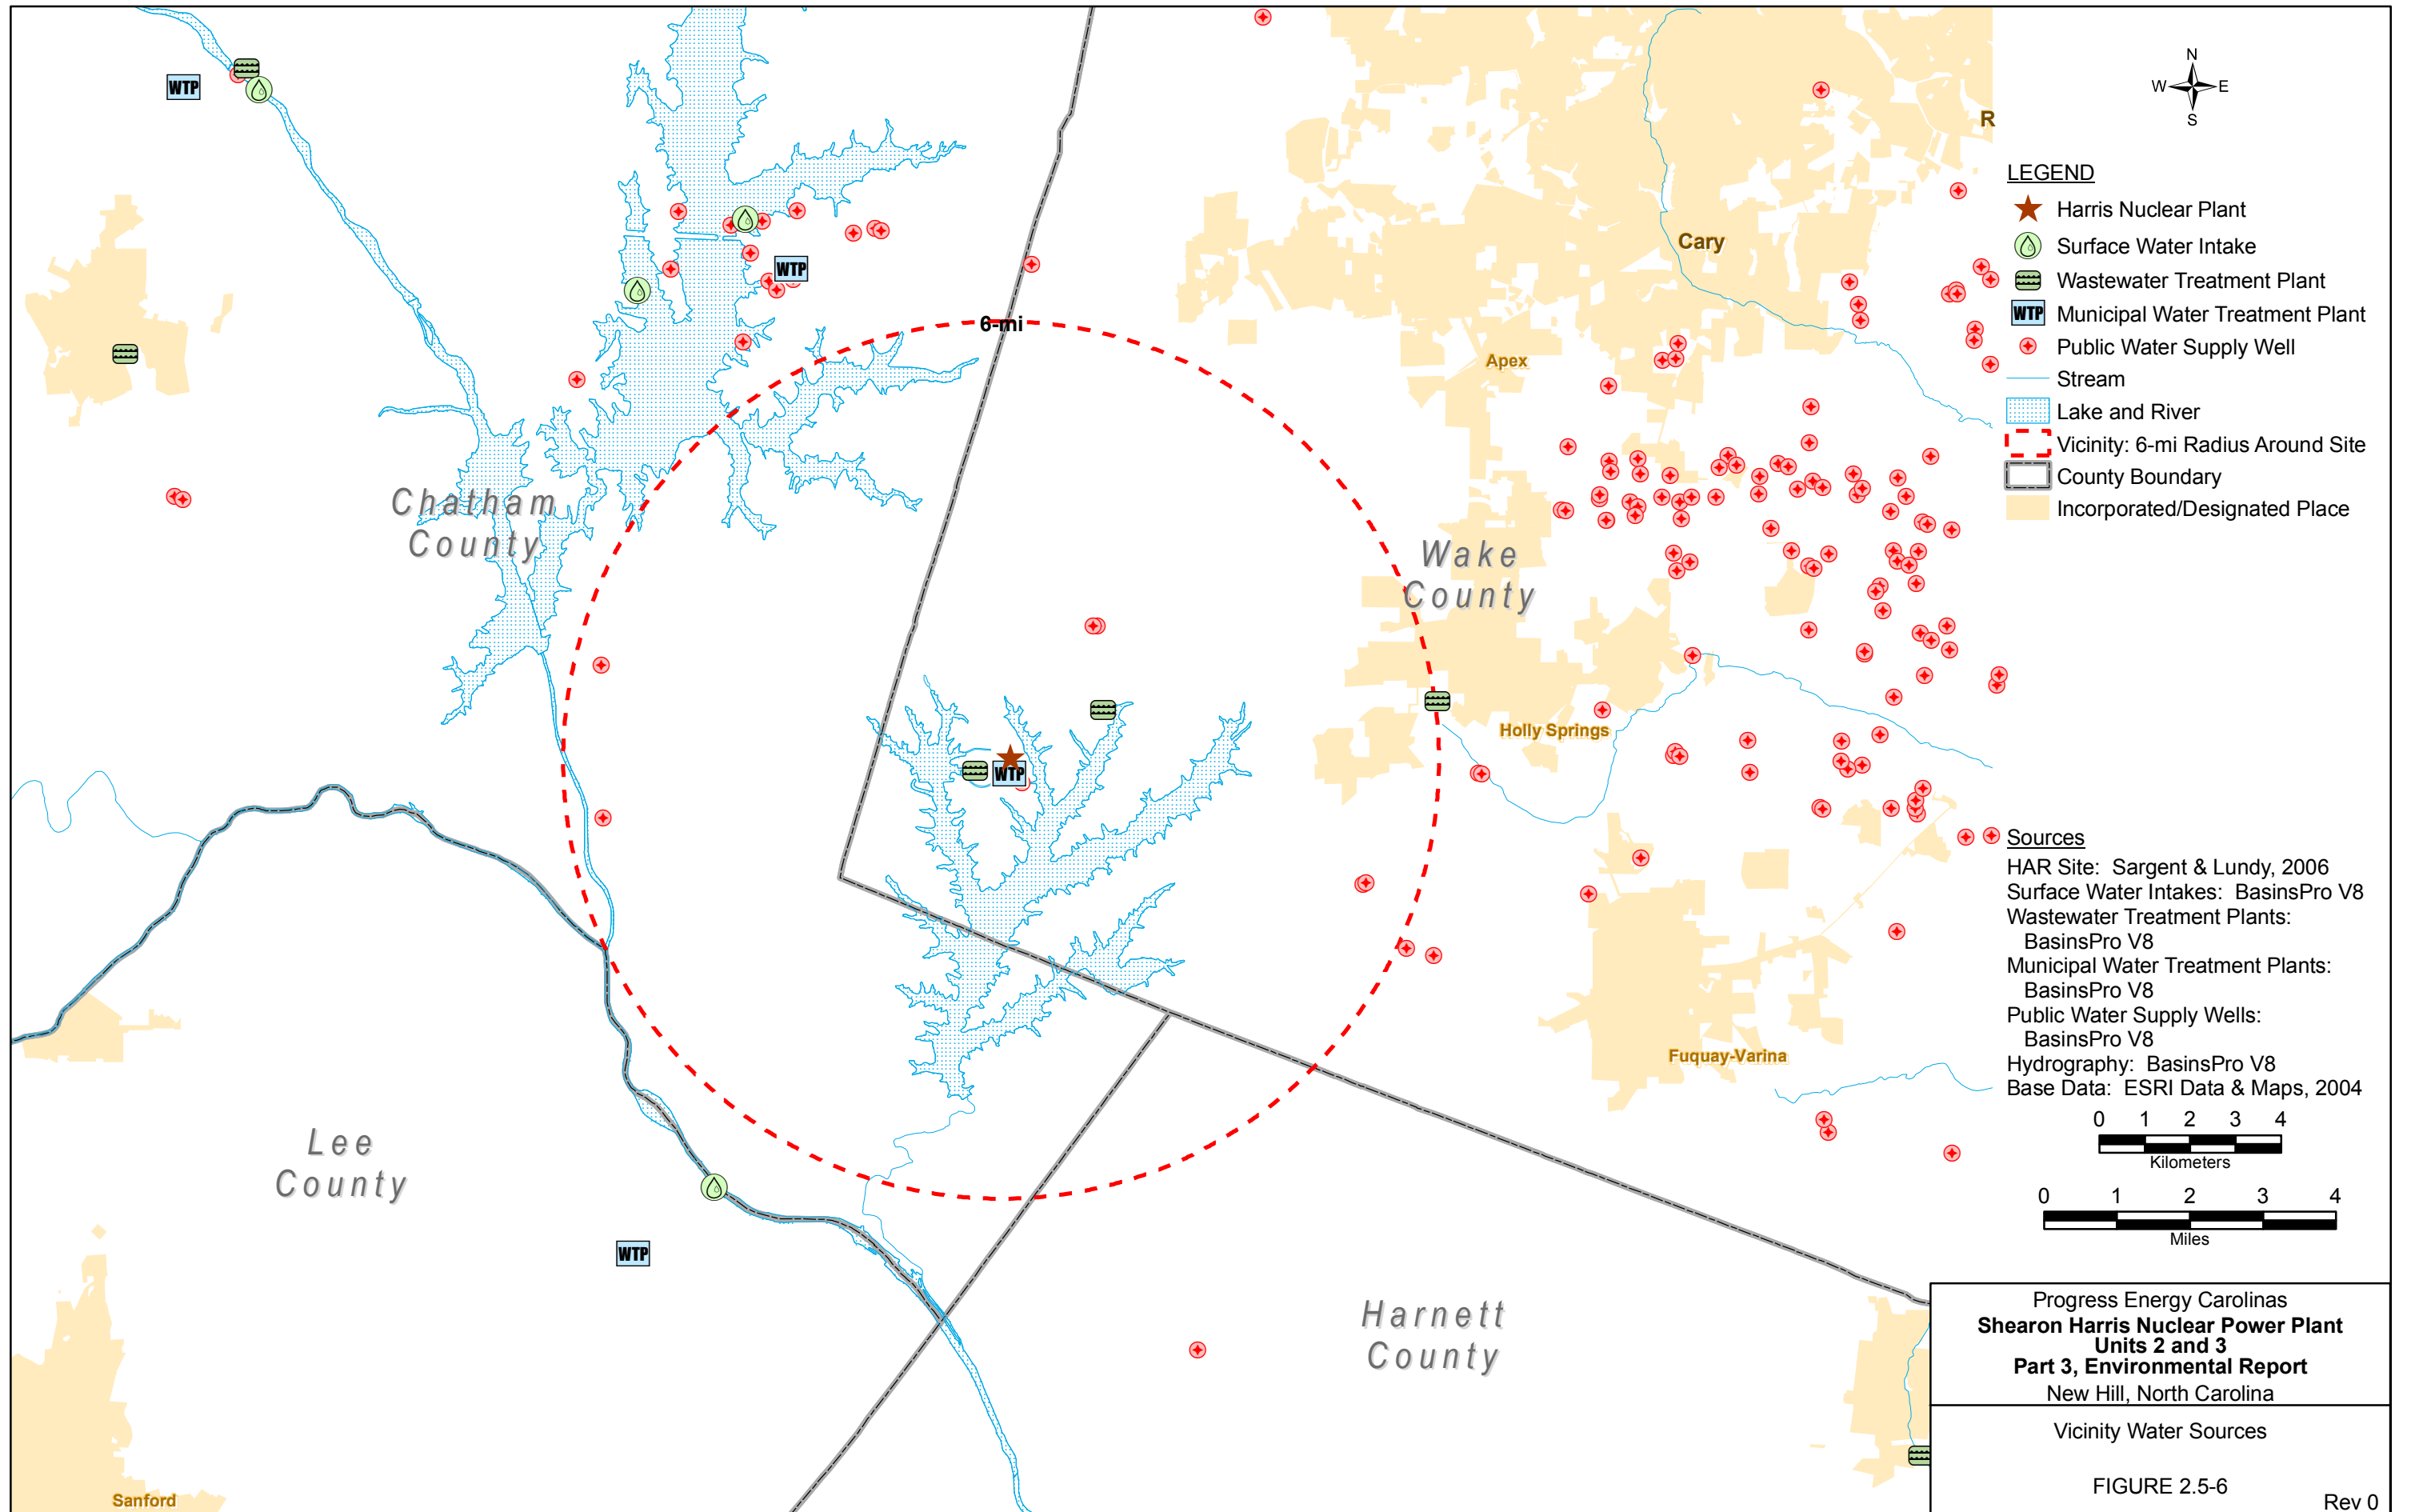 WTP
N
W E
S
R
LEGEND
Harris Nuclear Plant
Surface Water Intake
Wastewater Treatment Plant
WTP Municipal Water Treatment Plant
Public Water Supply Well
Stream
Lake and River
Vicinity: 6-mi Radius Around Site
County Boundary
Incorporated/Designated Place
Cary
WTP
6-mi
Apex
Chatham
County
Wake
County
Holly Springs
WTP
Sources
HAR Site: Sargent & Lundy, 2006
Surface Water Intakes: BasinsPro V8
Wastewater Treatment Plants:
BasinsPro V8
Municipal Water Treatment Plants:
BasinsPro V8
Public Water Supply Wells:
BasinsPro V8
Hydrography: BasinsPro V8
Base Data: ESRI Data & Maps, 2004
Fuquay-Varina
0 1 2 3 4
Kilometers
0 1 2 3 4
Miles
Lee
County
WTP
Harnett
County
Sanford
Progress Energy Carolinas
Shearon Harris Nuclear Power Plant
Units 2 and 3
Part 3, Environmental Report
New Hill, North Carolina
Vicinity Water Sources
FIGURE 2.5-6
Rev 0